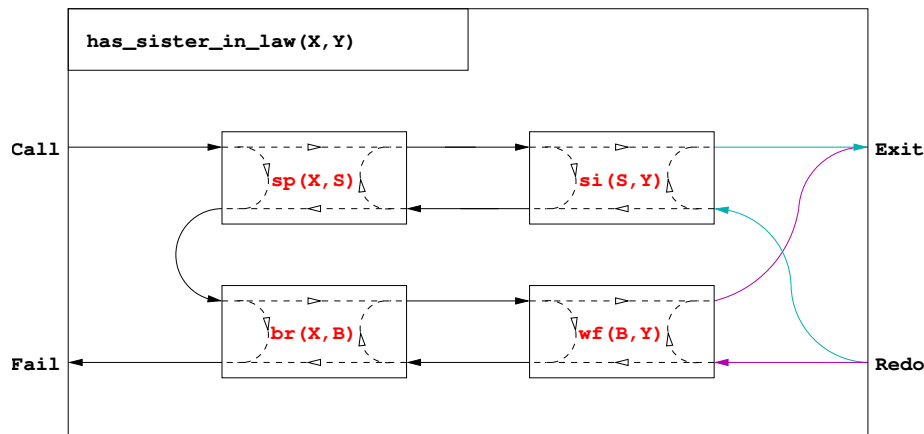 has_sister_in_law(X,Y)
Call
sp(X,S)
si(S,Y)
Exit
br(X,B)
wf(B,Y)
Fail
Redo